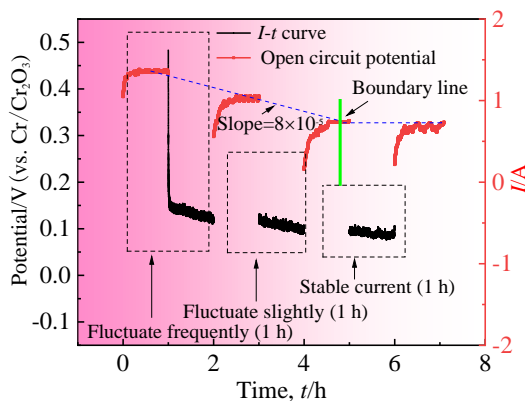 I-t curve
Open circuit potential
Boundary line
Slope=8×10⁻³
Stable current (1 h)
Fluctuate slightly (1 h)
Fluctuate frequently (1 h)
Potential/V (vs. Cr/Cr₂O₃)
0.5
0.4
0.3
0.2
0.1
0.0
-0.1
I/A
2
1
0
1
-2
0
2
4
6
8
Time, t/h